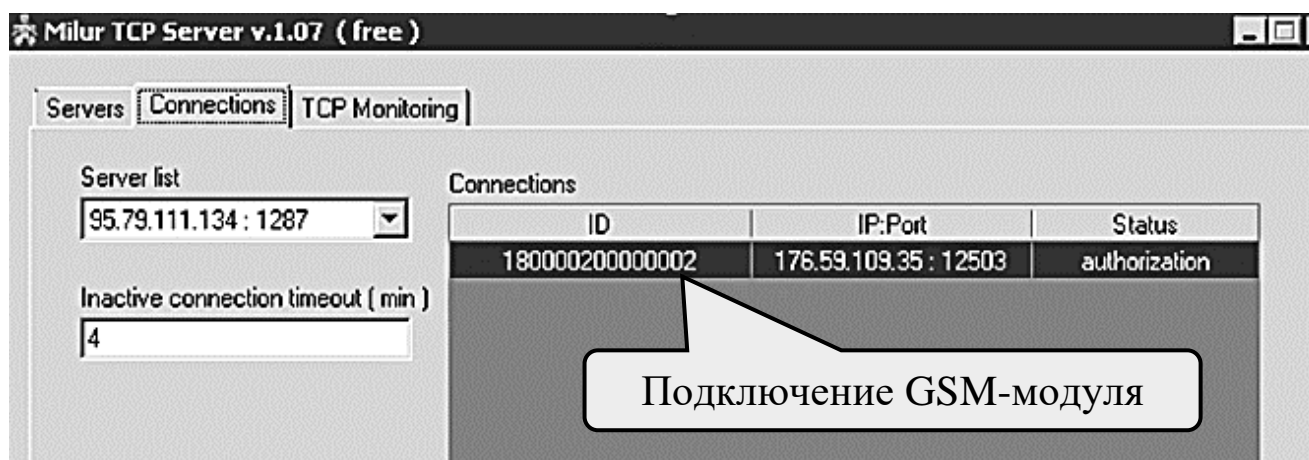 Milur TCP Server v.1.07 ( free )
Servers Connections TCP Monitoring
Server list
95.79.111.134 : 1287
Inactive connection timeout ( min )
4
Connections
ID IP:Port Status
180000200000002 176.59.109.35 : 12503 authorization
Подключение GSM-модуля